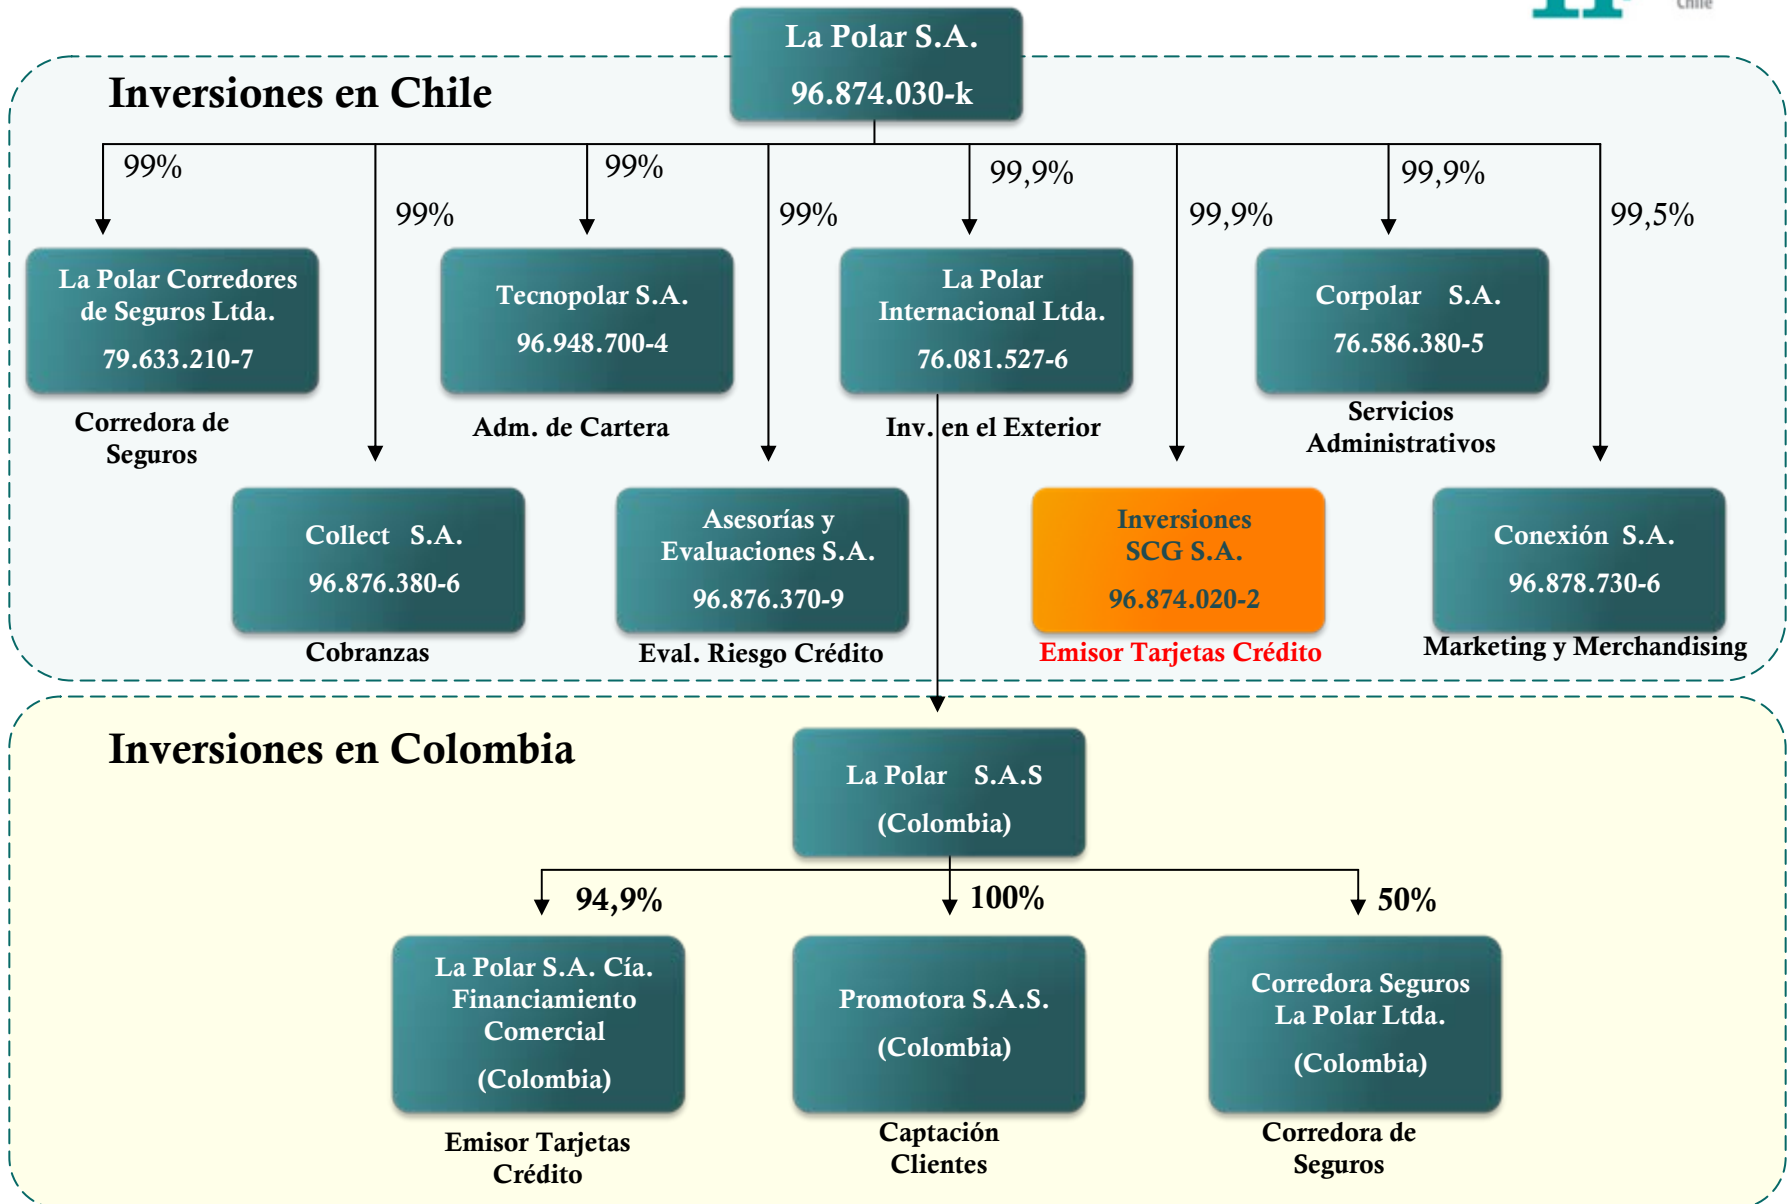 Chile
La Polar S.A.
96.874.030-k
Inversiones en Chile
99%
99%
99,9%
99,9%
99%
99%
99,9%
99,5%
La Polar Corredores
de Seguros Ltda.
79.633.210-7
Corredora de
Seguros
Tecnopolar S.A.
96.948.700-4
Adm. de Cartera
La Polar
Internacional Ltda.
76.081.527-6
Inv. en el Exterior
Corpolar S.A.
76.586.380-5
Servicios
Administrativos
Collect S.A.
96.876.380-6
Cobranzas
Asesorías y
Evaluaciones S.A.
96.876.370-9
Eval. Riesgo Crédito
Inversiones
SCG S.A.
96.874.020-2
Emisor Tarjetas Crédito
Conexión S.A.
96.878.730-6
Marketing y Merchandising
Inversiones en Colombia
La Polar S.A.S
(Colombia)
94,9%
100%
50%
La Polar S.A. Cía.
Financiamiento
Comercial
(Colombia)
Emisor Tarjetas
Crédito
Promotora S.A.S.
(Colombia)
Captación
Clientes
Corredora Seguros
La Polar Ltda.
(Colombia)
Corredora de
Seguros